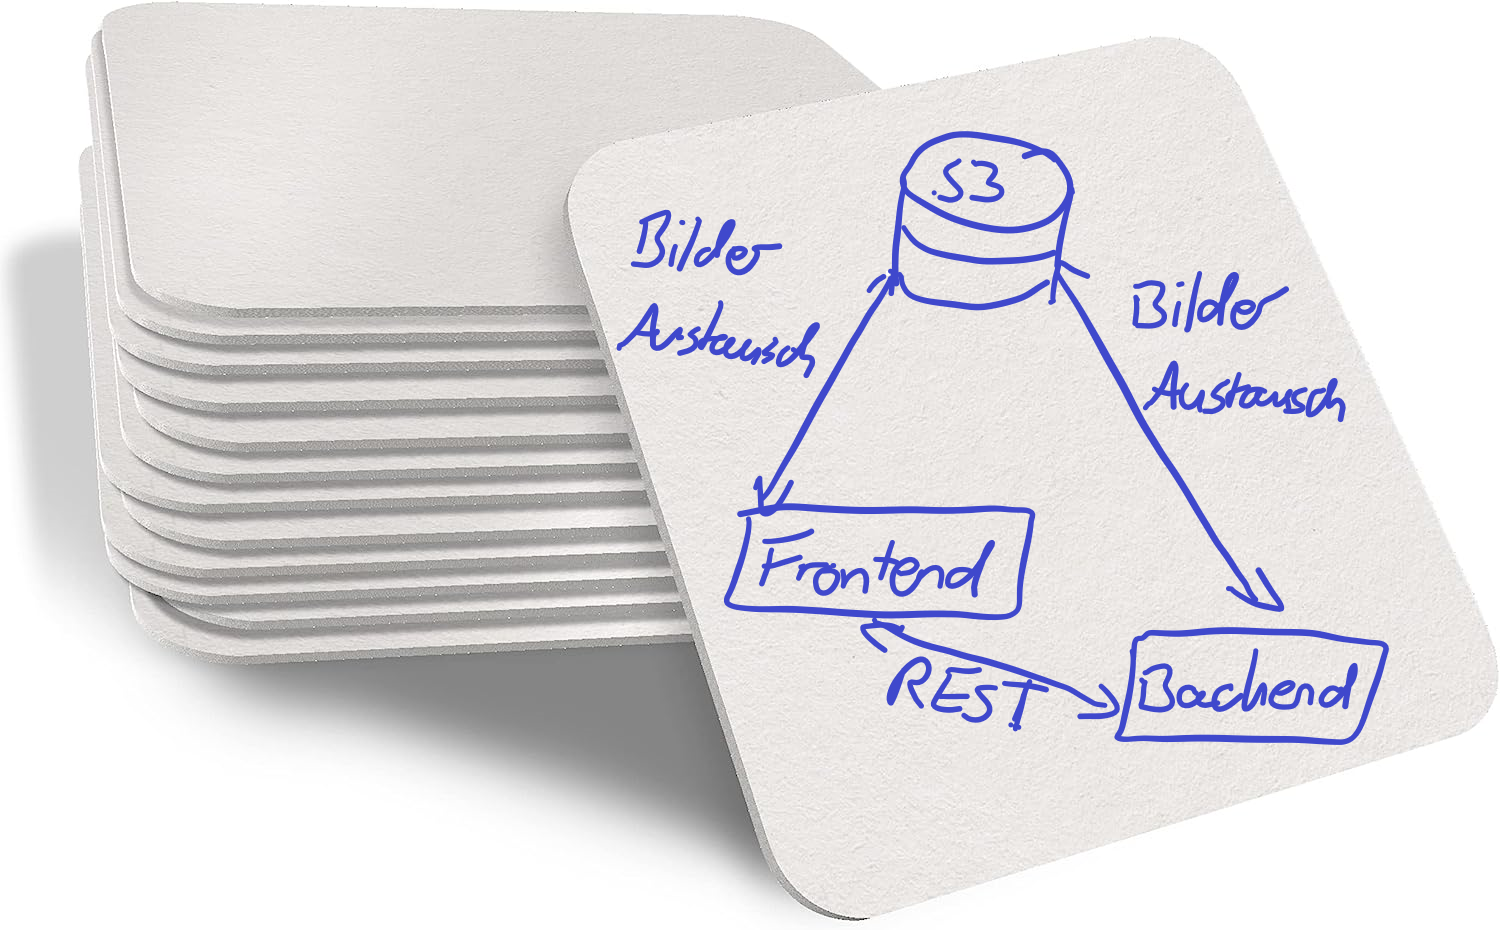 S3
Bilder
Austausch
Bilder
Austausch
Frontend
REST
Backend